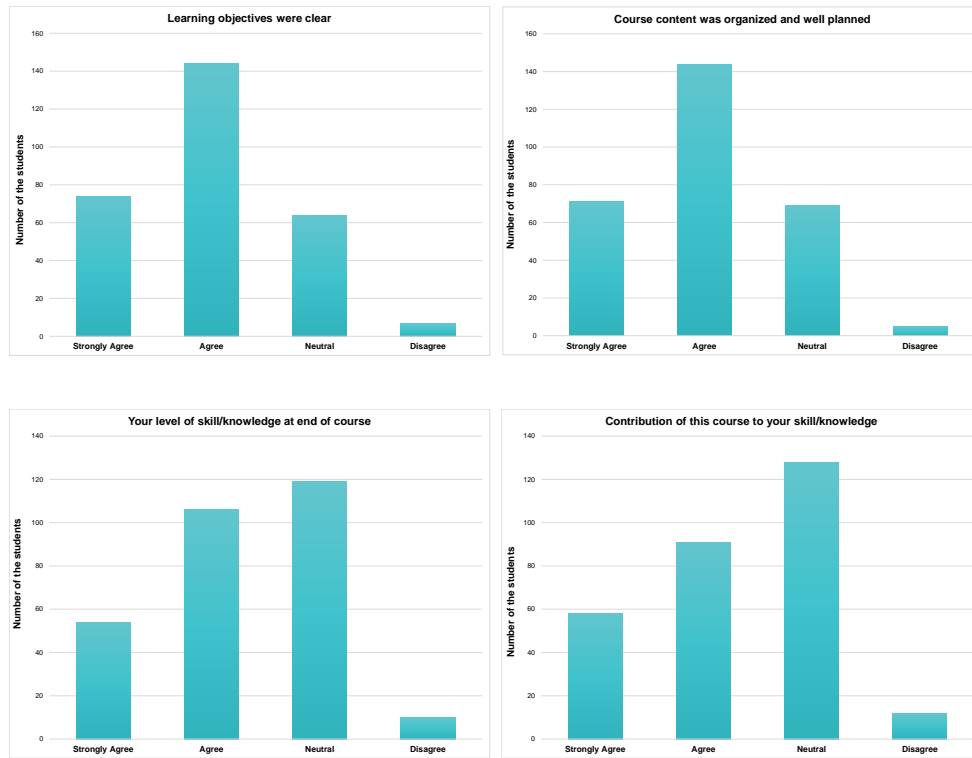 Learning objectives were clear
160
140
120
100
80
60
40
20
0
Number of the students
Strongly Agree Agree Neutral Disagree
Course content was organized and well planned
160
140
120
100
80
60
40
20
0
Number of the students
Strongly Agree Agree Neutral Disagree
Your level of skill/knowledge at end of course
140
120
100
80
60
40
20
0
Number of the students
Strongly Agree Agree Neutral Disagree
Contribution of this course to your skill/knowledge
140
120
100
80
60
40
20
0
Number of the students
Strongly Agree Agree Neutral Disagree